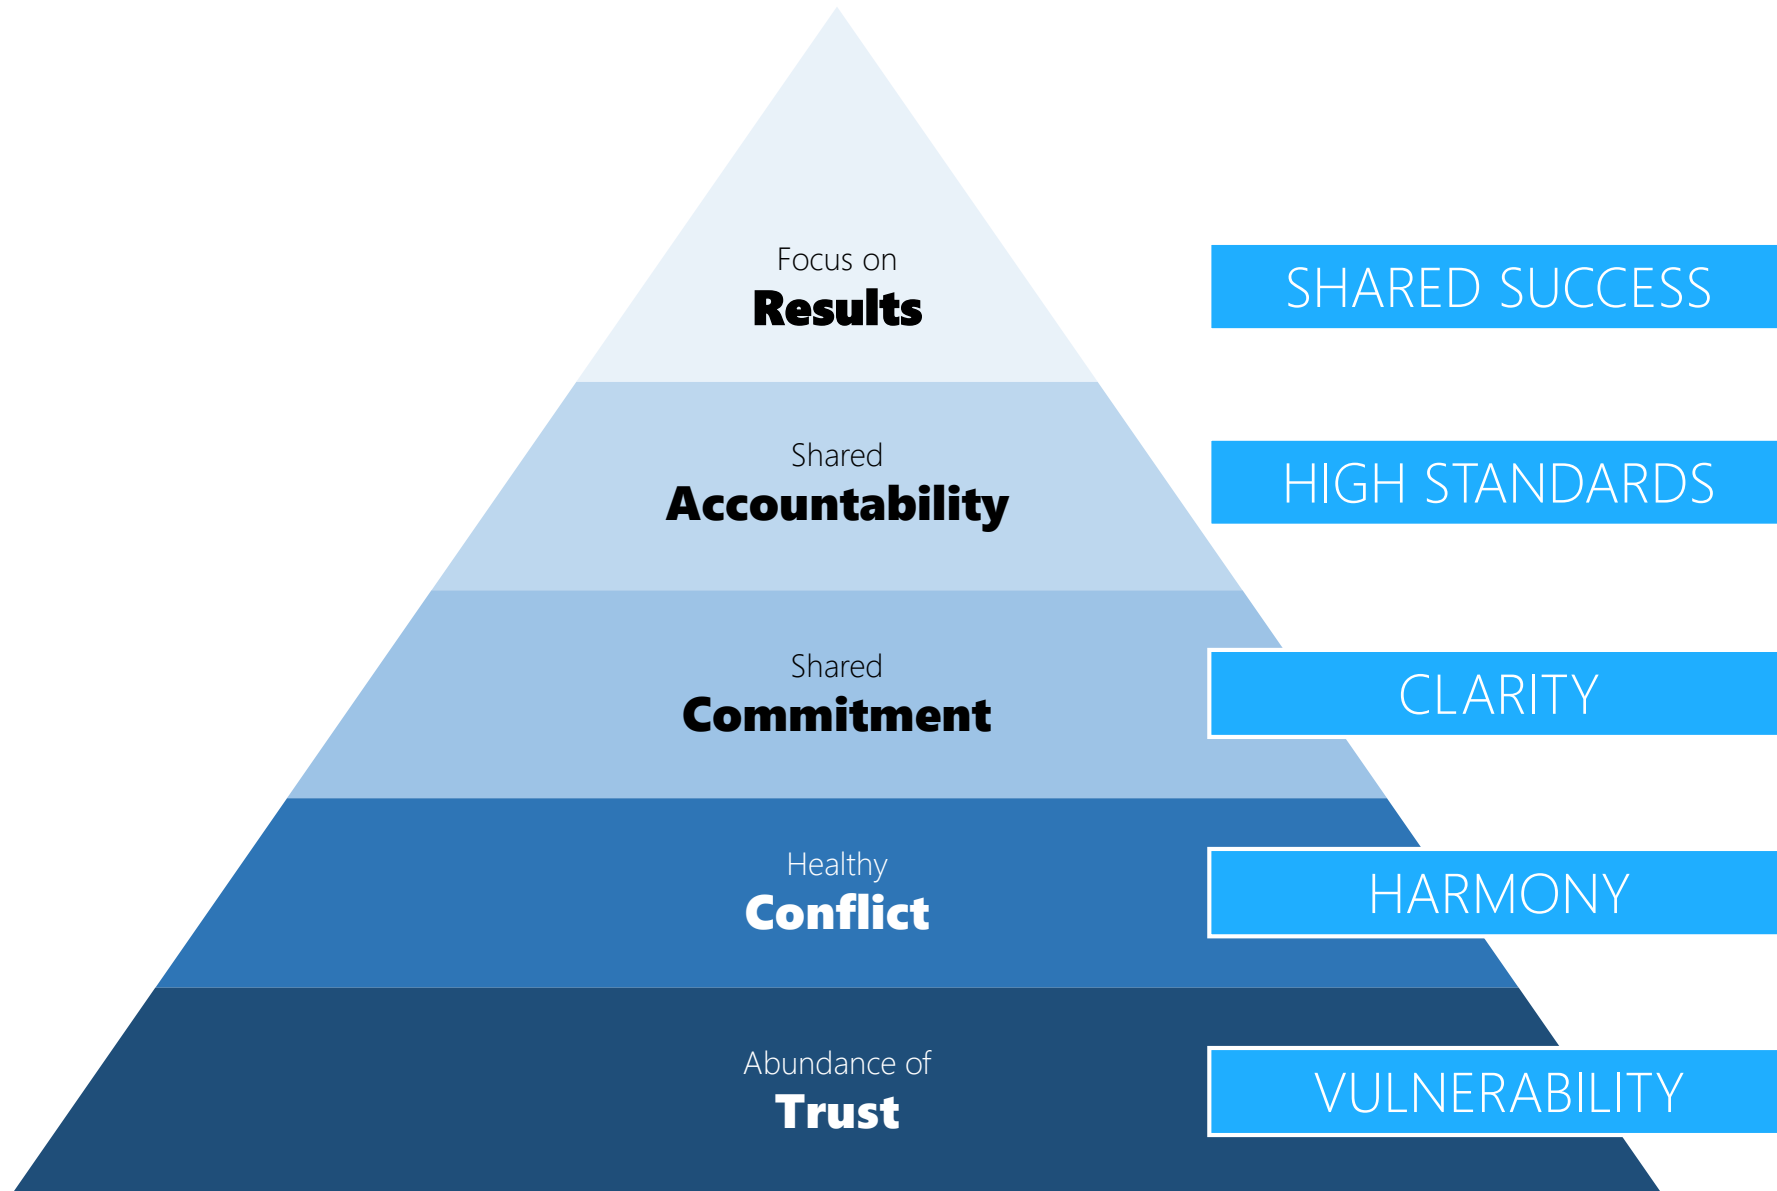 Focus on
Results
SHARED SUCCESS
Shared
Accountability
HIGH STANDARDS
Shared
Commitment
CLARITY
Healthy
Conflict
HARMONY
Abundance of
Trust
VULNERABILITY